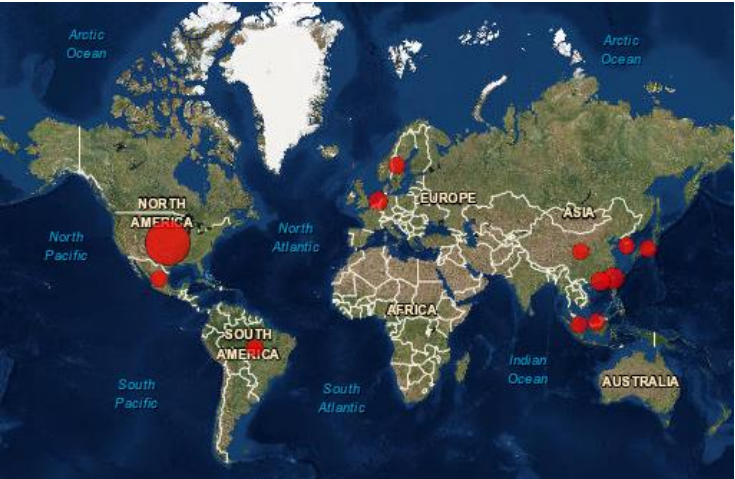 Arctic
Ocean
Arctic
Ocean
NORTH
AMERICA
EUROPE
ASIA
North
Pacific
North
Atlantic
AFRICA
SOUTH
AMERICA
Indian
Ocean
AUSTRALIA
South
Pacific
South
Atlantic